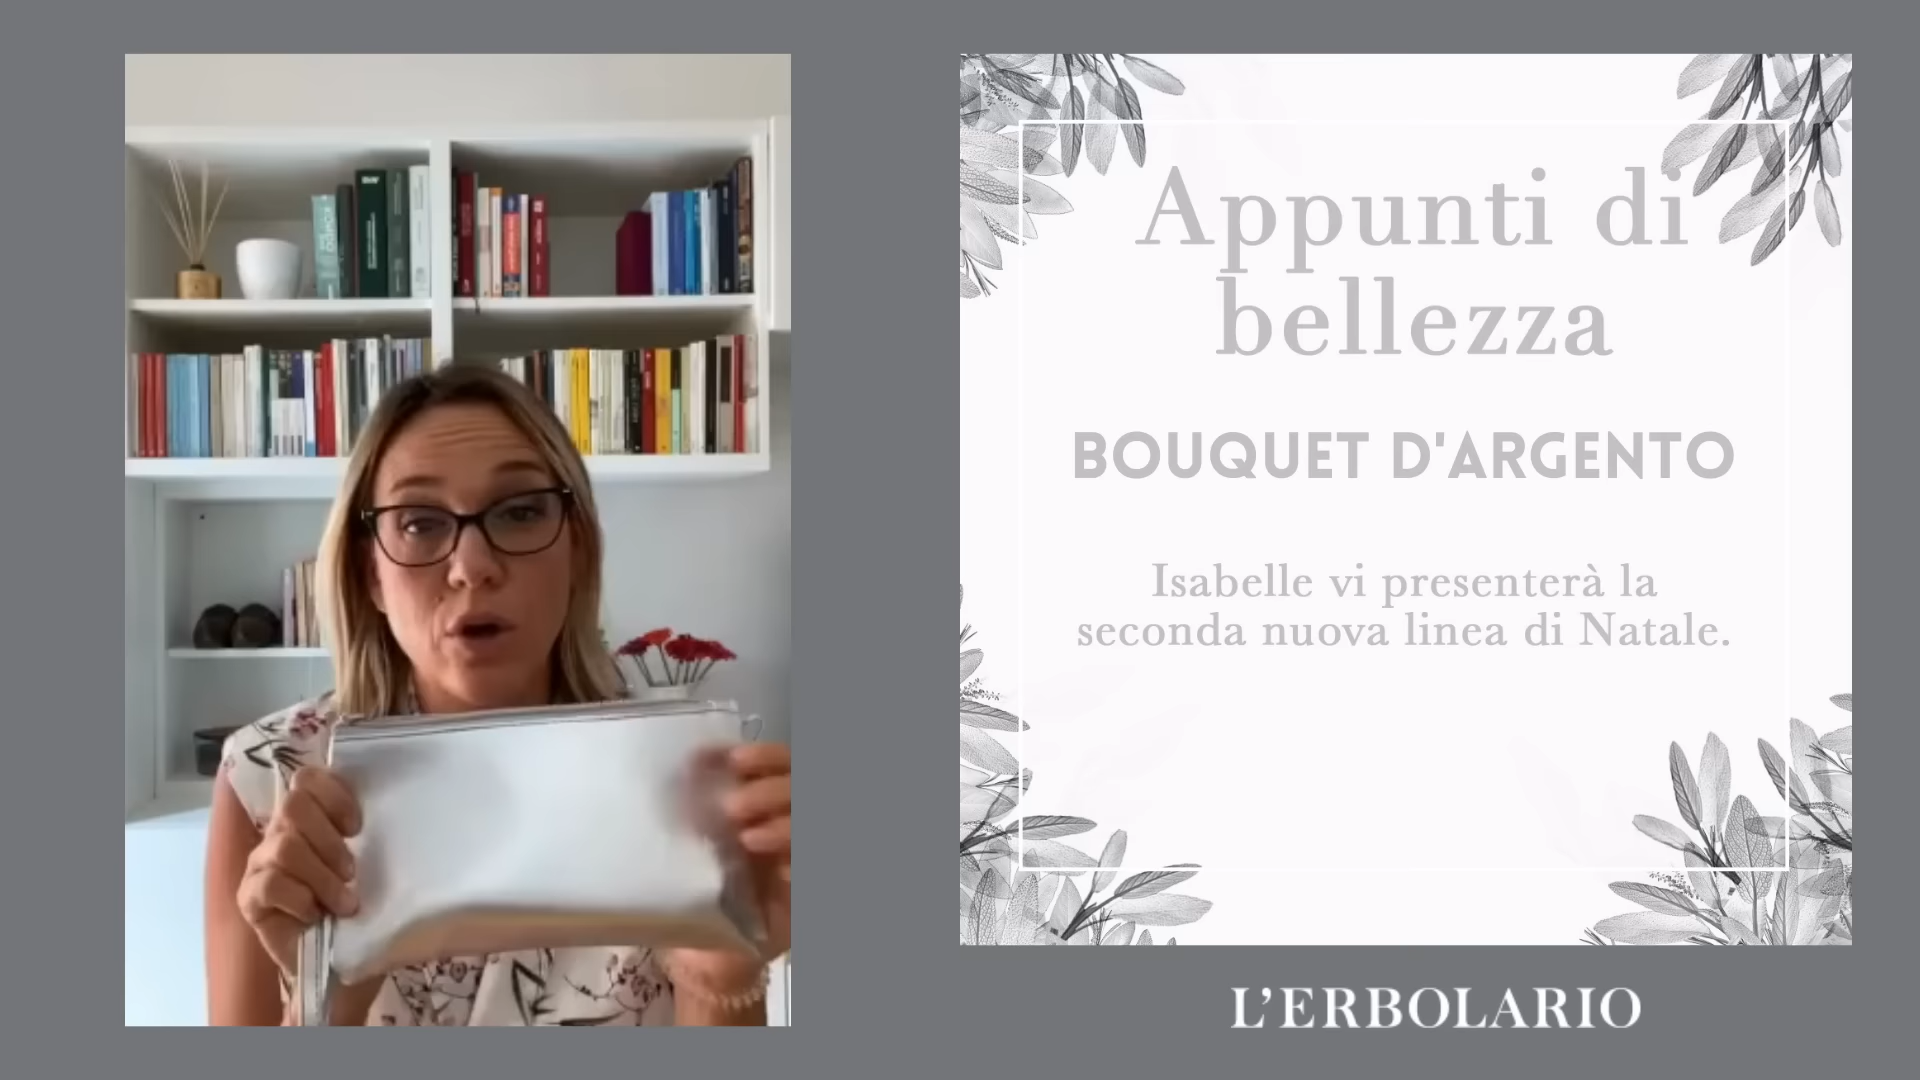 Appunti di
bellezza
BOUQUET D'ARGENTO
Isabelle vi presenterà la
seconda nuova linea di Natale.
L'ERBOLARIO